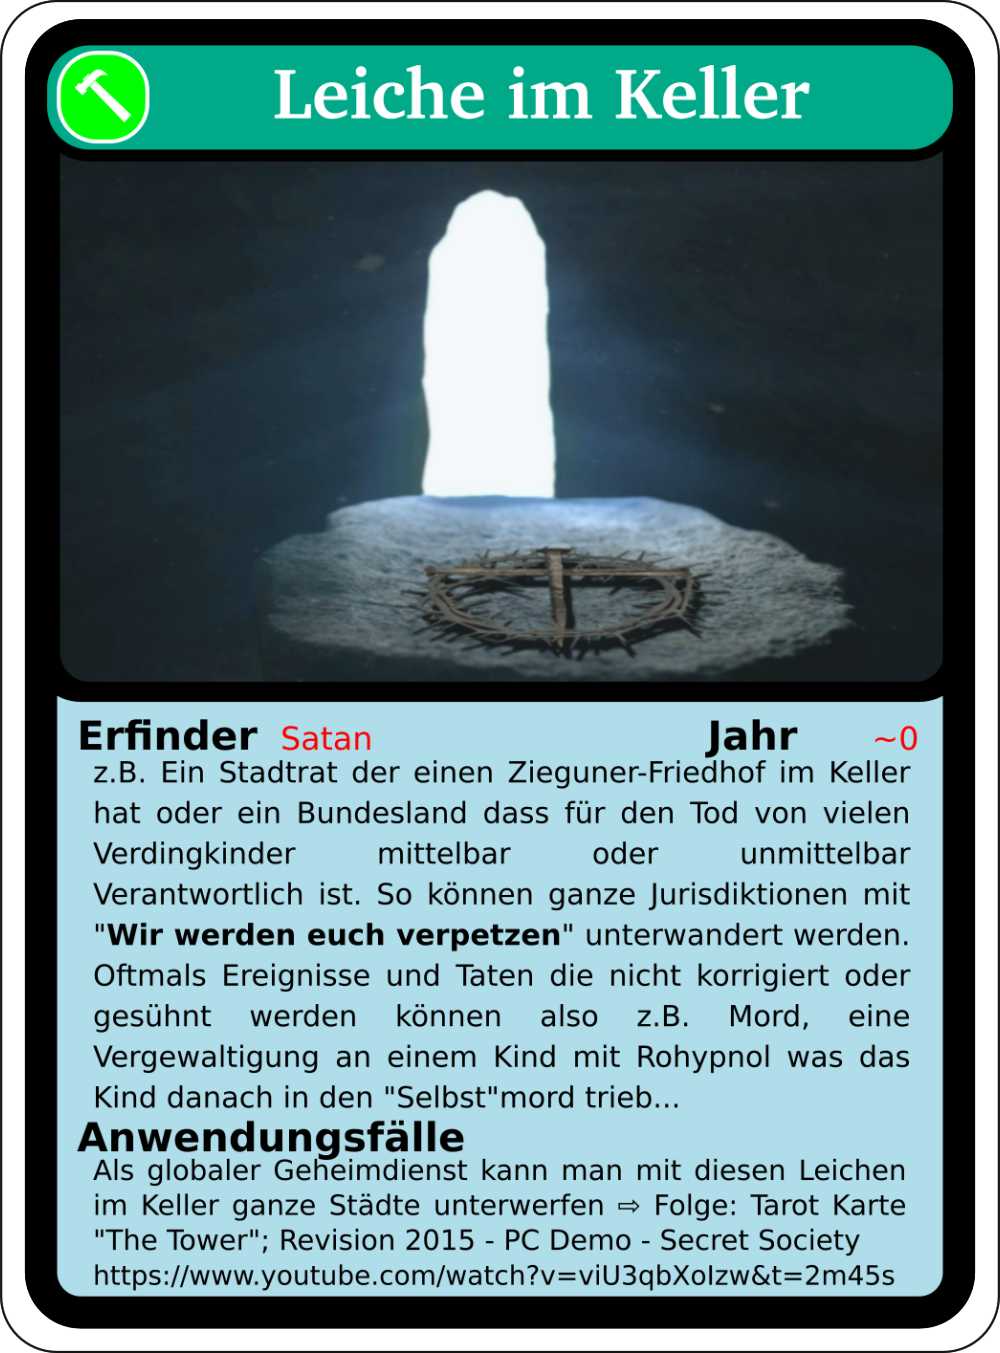 Leiche im Keller
Erfinder Satan Jahr ~0
z.B. Ein Stadtrat der einen Zieguner-Friedhof im Keller
hat oder ein Bundesland dass für den Tod von vielen
Verdingkinder mittelbar oder unmittelbar
Verantwortlich ist. So können ganze Jurisdiktionen mit
"Wir werden euch verpetzen" unterwandert werden.
Oftmals Ereignisse und Taten die nicht korrigiert oder
gesühnt werden können also z.B. Mord, eine
Vergewaltigung an einem Kind mit Rohypnol was das
Kind danach in den "Selbst"mord trieb...
Anwendungsfälle
Als globaler Geheimdienst kann man mit diesen Leichen
im Keller ganze Städte unterwerfen ⇨ Folge: Tarot Karte
"The Tower"; Revision 2015 - PC Demo - Secret Society
https://www.youtube.com/watch?v=viU3qbXoIzw&t=2m45s